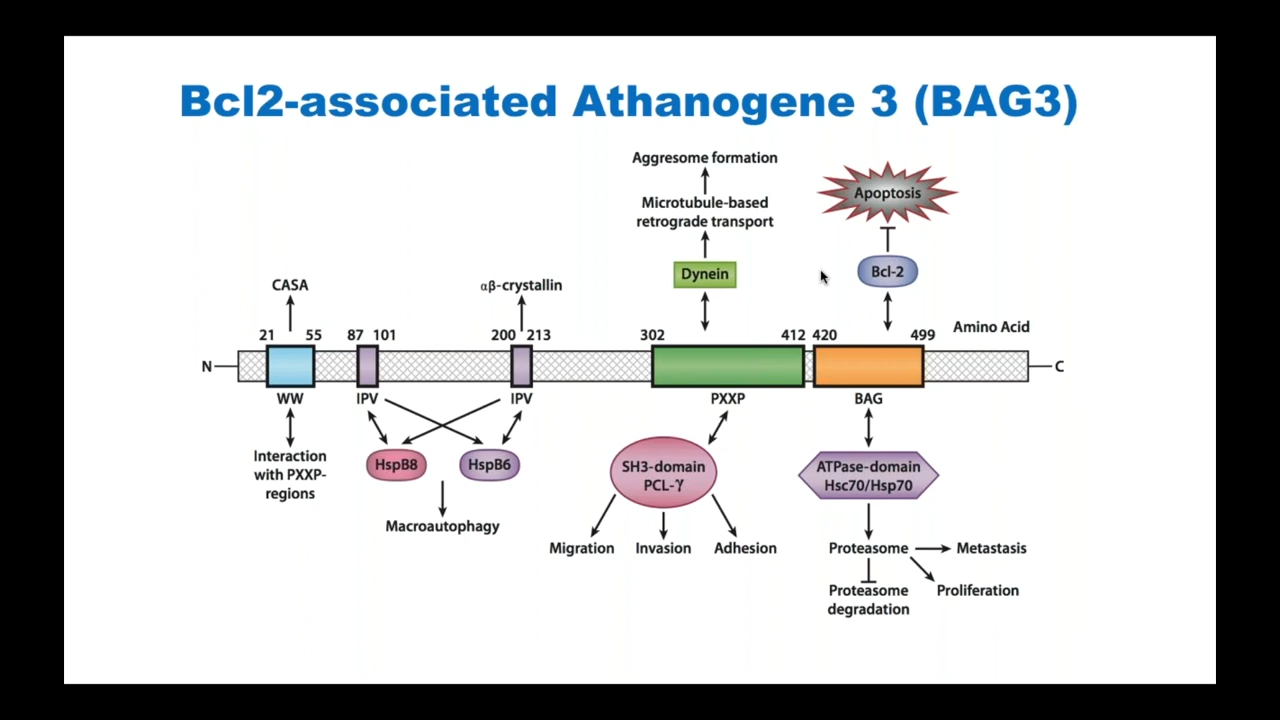 Bcl2-associated Athanogene 3 (BAG3)
Aggresome formation
Microtubule-based
retrograde transport
Apoptosis
Dynein
Bcl-2
CASA
αβ-crystallin
21 55 87 101 200 213 302 412 420 499 Amino Acid
N C
WW IPV IPV PXXP BAG
Interaction
with PXXP-
regions
HspB8 HspB6
Macroautophagy
SH3-domain
PCL-γ
ATPase-domain
Hsc70/Hsp70
Migration Invasion Adhesion
Proteasome Metastasis
Proteasome
degradation
Proliferation